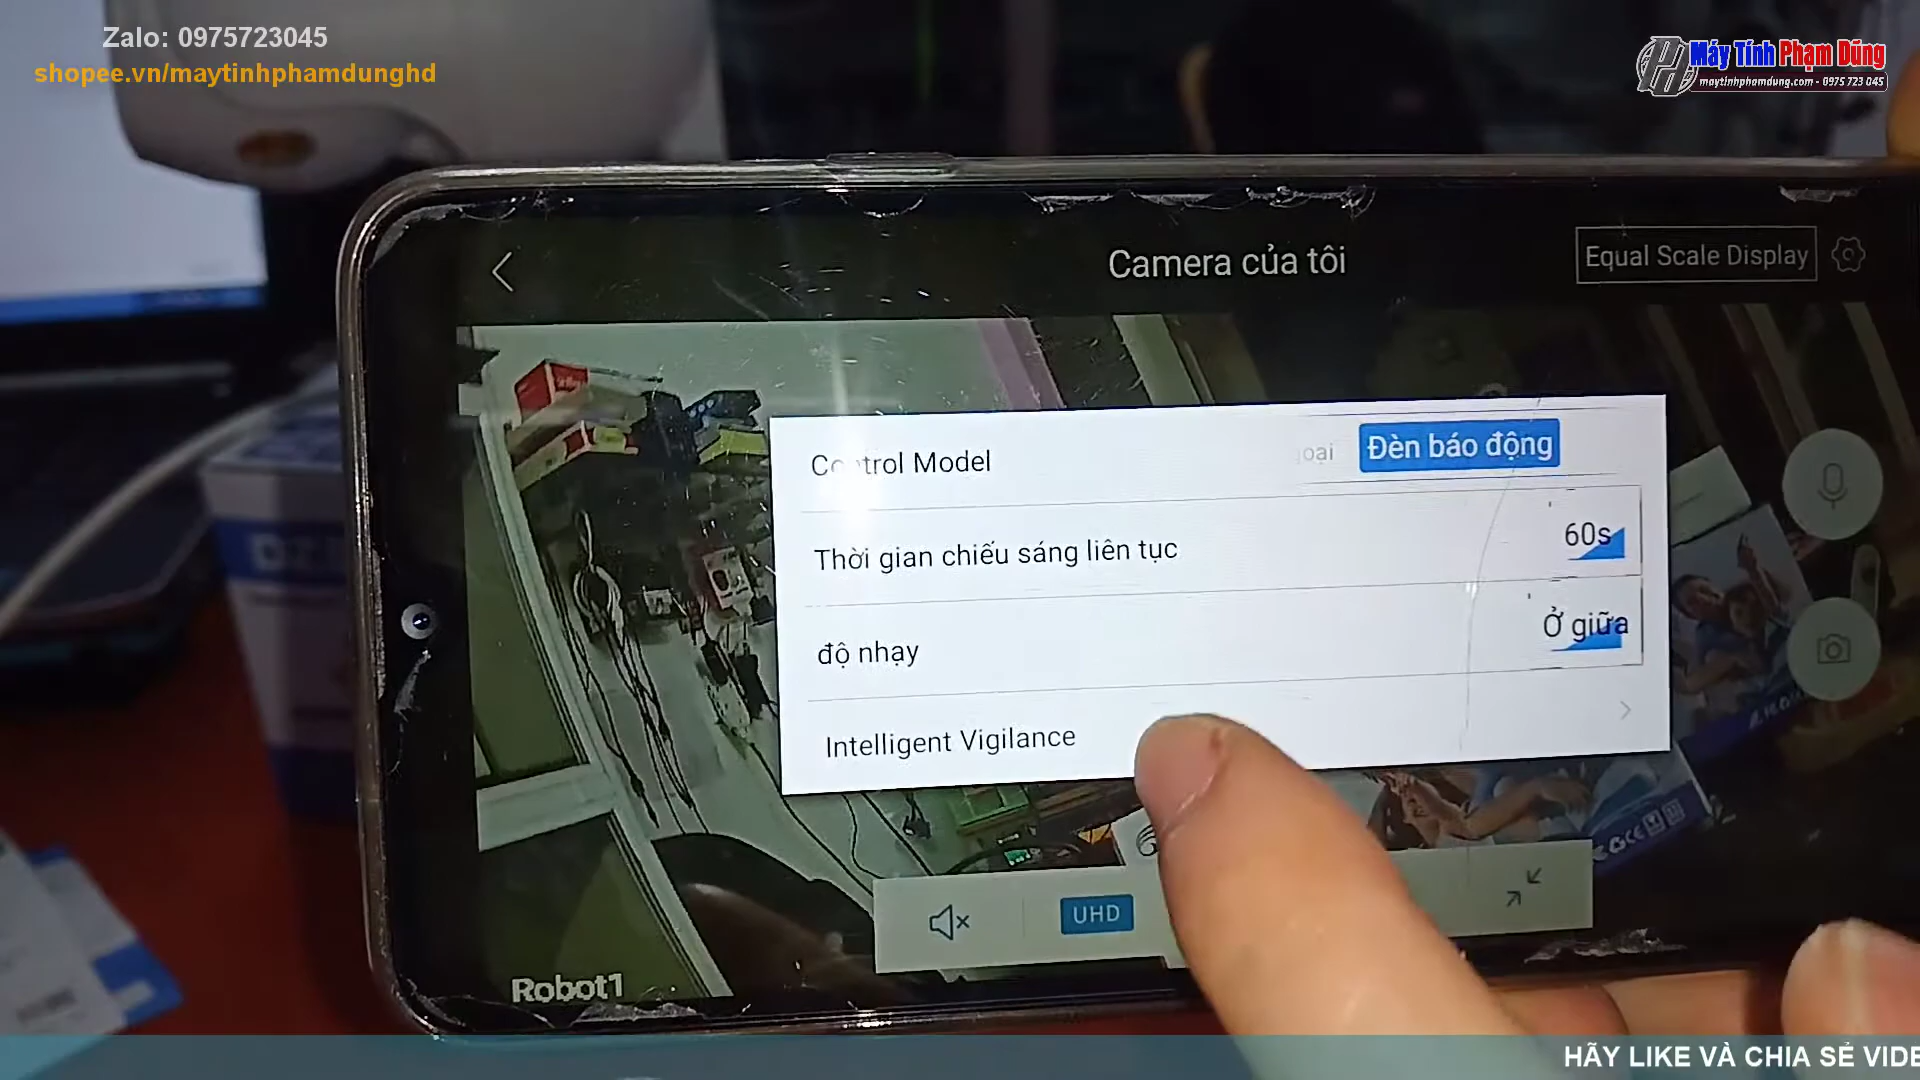 Zalo: 0975723045
shopee.vn/maytinhphamdunghd
Máy Tính Phạm Dũng
maytinhphamdung.com - 0975 723 045
Camera của tôi
Equal Scale Display
Control Model
oại
Đèn báo động
Thời gian chiếu sáng liên tục
60s
độ nhạy
Ở giữa
Intelligent Vigilance
UHD
Robot1
HÃY LIKE VÀ CHIA SẺ VIDE